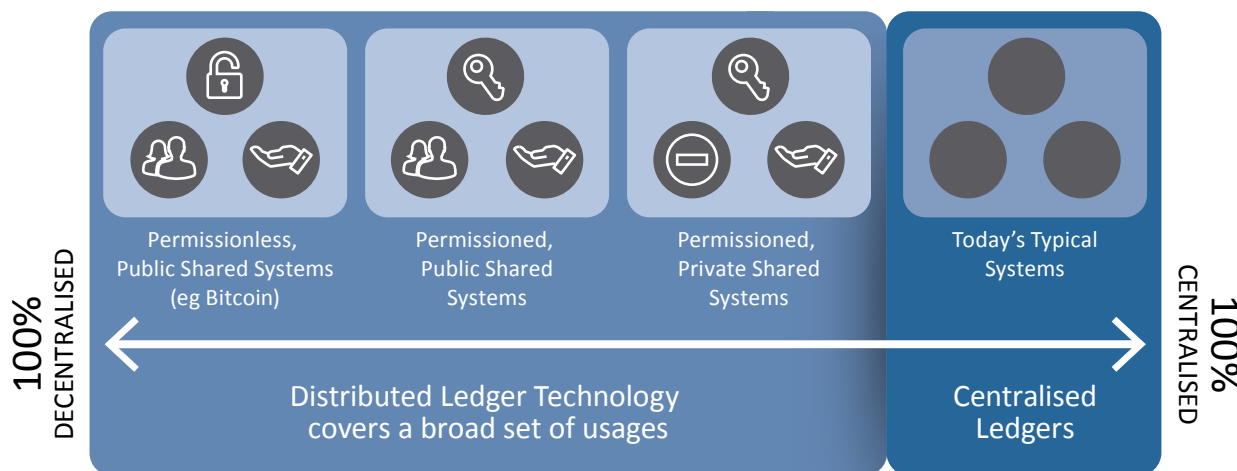 Permissionless,
Public Shared Systems
(eg Bitcoin)
Permissioned,
Public Shared
Systems
Permissioned,
Private Shared
Systems
Today’s Typical
Systems
100%
DECENTRALISED
100%
CENTRALISED
Distributed Ledger Technology
covers a broad set of usages
Centralised
Ledgers